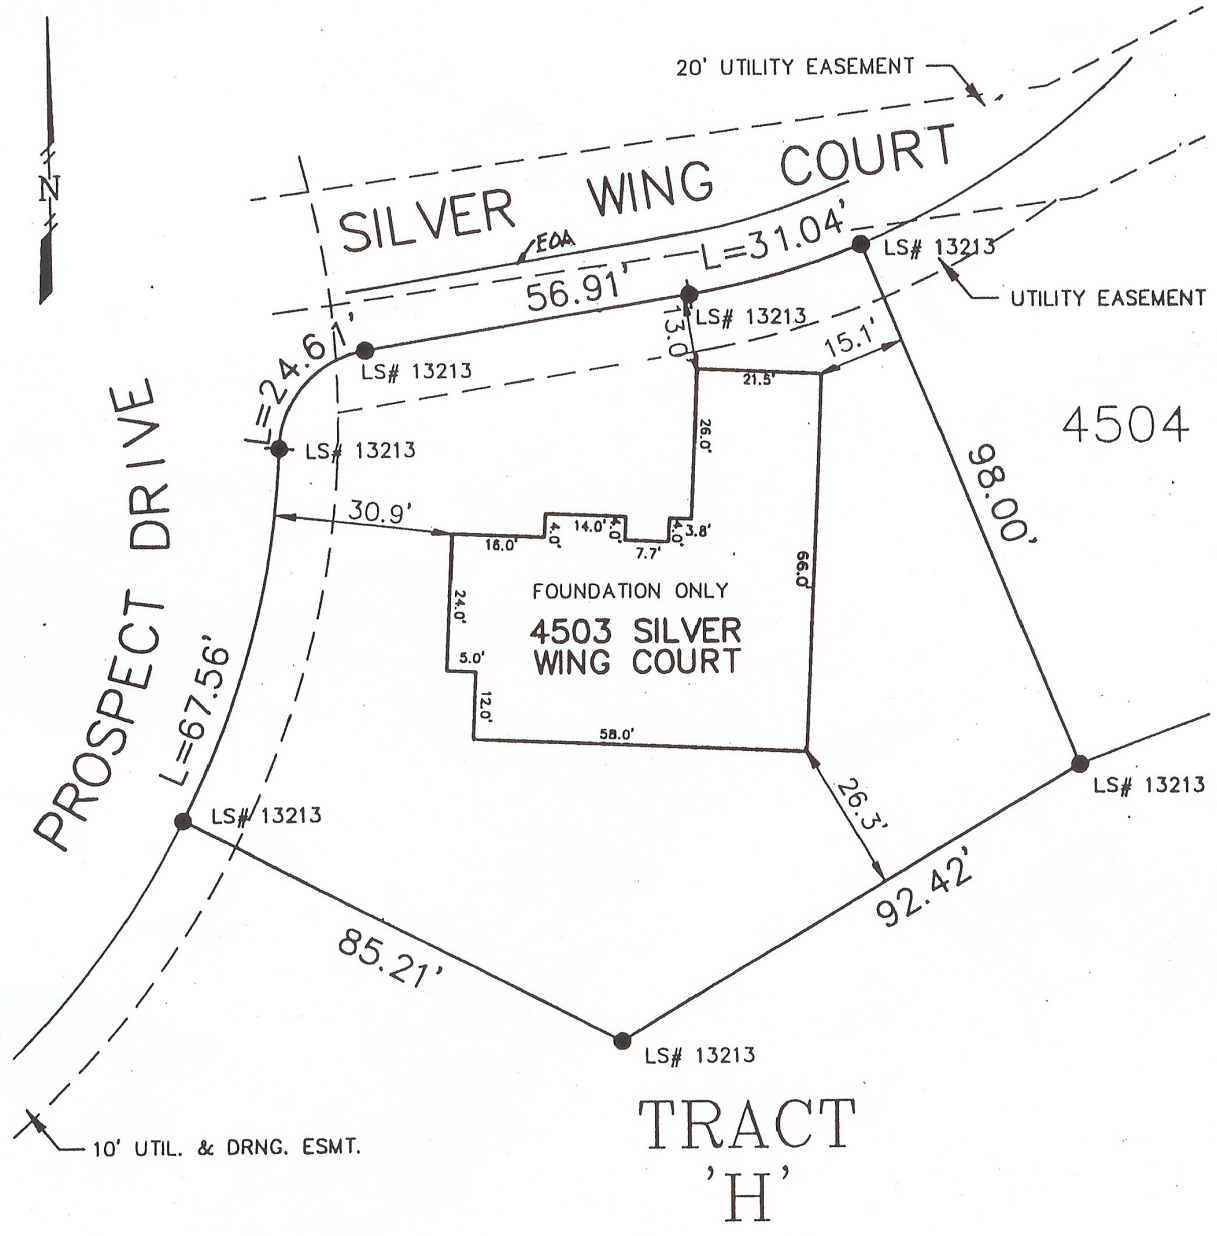 20' UTILITY EASEMENT
N
SILVER WING COURT
EOA
L=31.04'
56.91'
LS# 13213
UTILITY EASEMENT
LS# 13213
13.0'
L=24.61'
LS# 13213
15.1'
21.5'
LS# 13213
26.0'
4504
98.00'
PROSPECT DRIVE
30.9'
16.0'
4.0'
14.0'
4.0'
7.7'
4.0'
3.8'
66.0'
FOUNDATION ONLY
4503 SILVER
WING COURT
24.0'
5.0'
12.0'
58.0'
L=67.56'
LS# 13213
LS# 13213
26.3'
92.42'
85.21'
LS# 13213
TRACT
'H'
10' UTIL. & DRNG. ESMT.